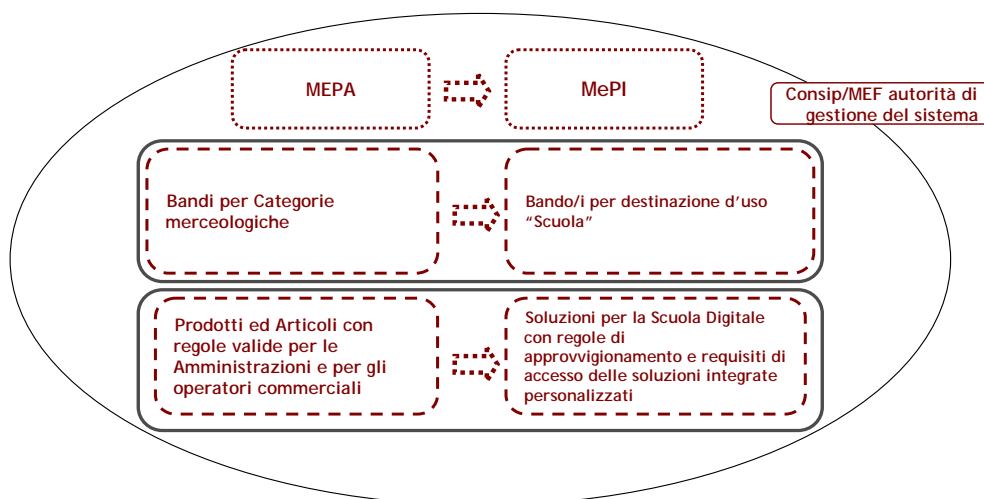 MEPA
MePI
Consip/MEF autorità di
gestione del sistema
Bandi per Categorie
merceologiche
Bando/i per destinazione d'uso
“Scuola”
Prodotti ed Articoli con
regole valide per le
Amministrazioni e per gli
operatori commerciali
Soluzioni per la Scuola Digitale
con regole di
approvvigionamento e requisiti di
accesso delle soluzioni integrate
personalizzati